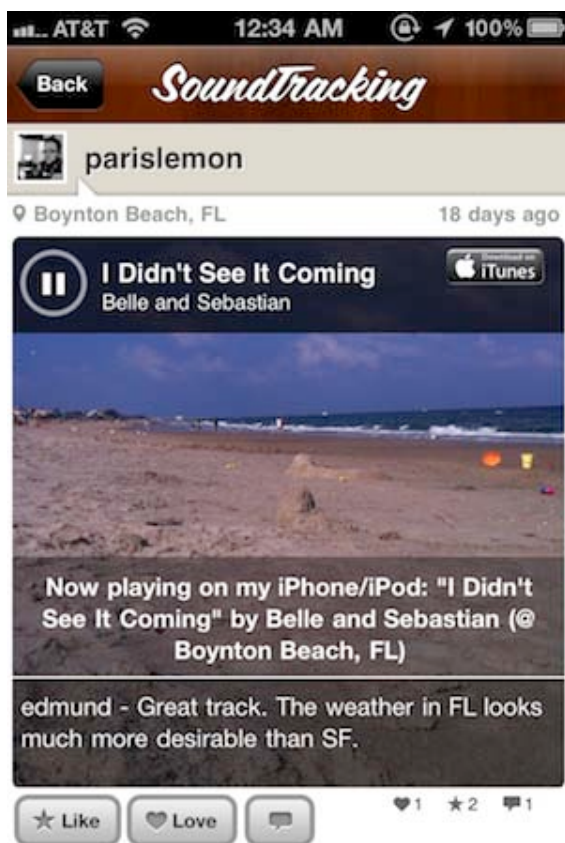 AT&T 12:34 AM 100%
Back SoundTracking
parislemon
Boynton Beach, FL 18 days ago
I Didn't See It Coming
Belle and Sebastian
Download on
iTunes
Now playing on my iPhone/iPod: "I Didn't
See It Coming" by Belle and Sebastian (@
Boynton Beach, FL)
edmund - Great track. The weather in FL looks
much more desirable than SF.
Like Love 1 2 1